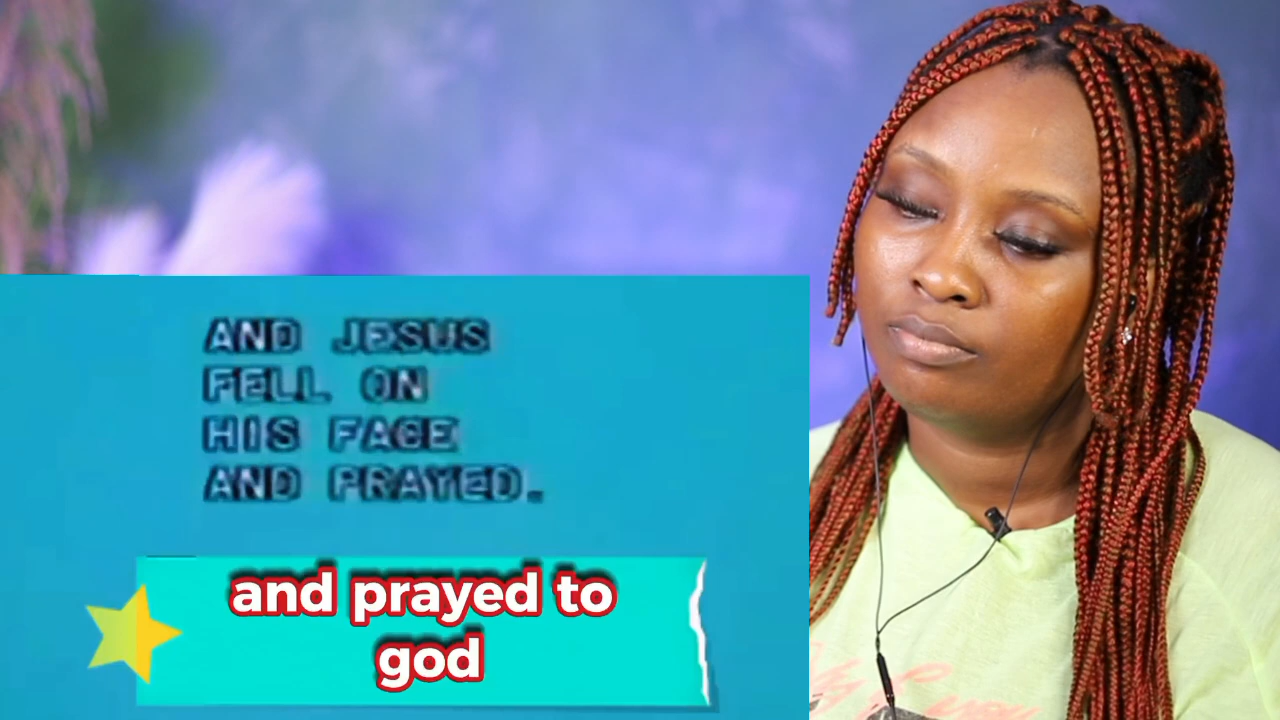 AND JESUS
FELL ON
HIS FACE
AND PRAYED.
and prayed to
god